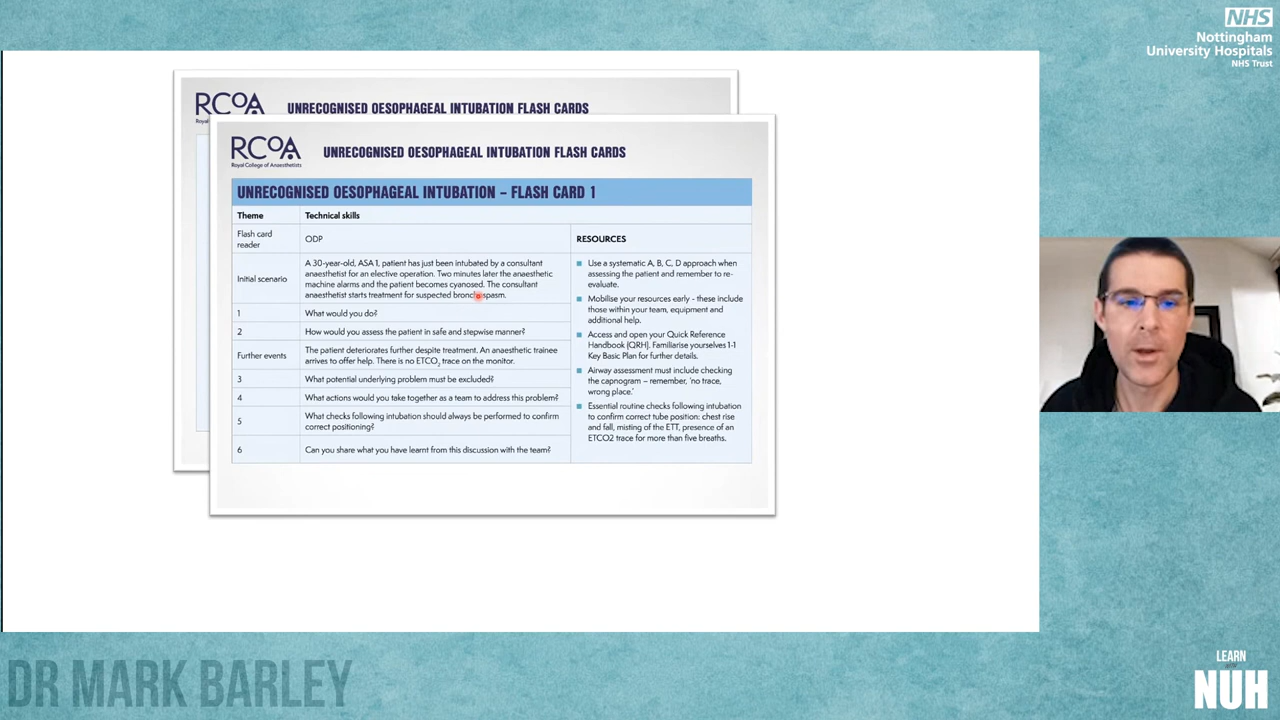 NHS
Nottingham
University Hospitals
NHS Trust
RCOA
UNRECOGNISED OESOPHAGEAL INTUBATION FLASH CARDS
Royal
RCOA
Royal College of Anaesthetists
UNRECOGNISED OESOPHAGEAL INTUBATION FLASH CARDS
UNRECOGNISED OESOPHAGEAL INTUBATION – FLASH CARD 1
Theme
Technical skills
Flash card
reader
ODP
Initial scenario
A 30-year-old, ASA 1, patient has just been intubated by a consultant
anaesthetist for an elective operation. Two minutes later the anaesthetic
machine alarms and the patient becomes cyanosed. The consultant
anaesthetist starts treatment for suspected bronchospasm.
1
What would you do?
2
How would you assess the patient in safe and stepwise manner?
Further events
The patient deteriorates further despite treatment. An anaesthetic trainee
arrives to offer help. There is no ETCO2 trace on the monitor.
3
What potential underlying problem must be excluded?
4
What actions would you take together as a team to address this problem?
5
What checks following intubation should always be performed to confirm
correct positioning?
6
Can you share what you have learnt from this discussion with the team?
RESOURCES
Use a systematic A, B, C, D approach when
assessing the patient and remember to re-
evaluate.
Mobilise your resources early - these include
those within your team, equipment and
additional help.
Access and open your Quick Reference
Handbook (QRH). Familiarise yourselves 1-1
Key Basic Plan for further details.
Airway assessment must include checking
the capnogram – remember, 'no trace,
wrong place.'
Essential routine checks following intubation
to confirm correct tube position: chest rise
and fall, misting of the ETT, presence of an
ETCO2 trace for more than five breaths.
DR MARK BARLEY
LEARN
NUH